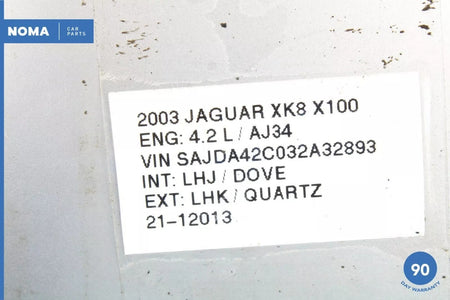 NOMA CAR PARTS
2003 JAGUAR XK8 X100
ENG: 4.2 L / AJ34
VIN SAJDA42C032A32893
INT: LHJ / DOVE
EXT: LHK / QUARTZ
21-12013
90
DAY WARRANTY